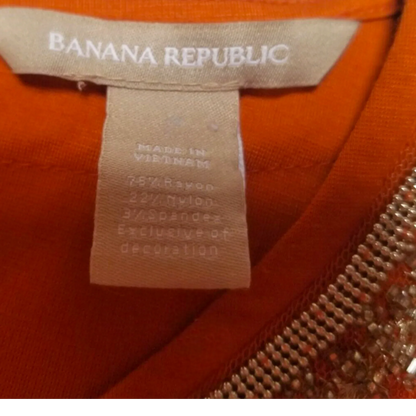 BANANA REPUBLIC
MADE IN
VIETNAM
75% Rayon
22% Nylon
3% Spandex
Exclusive of
decoration